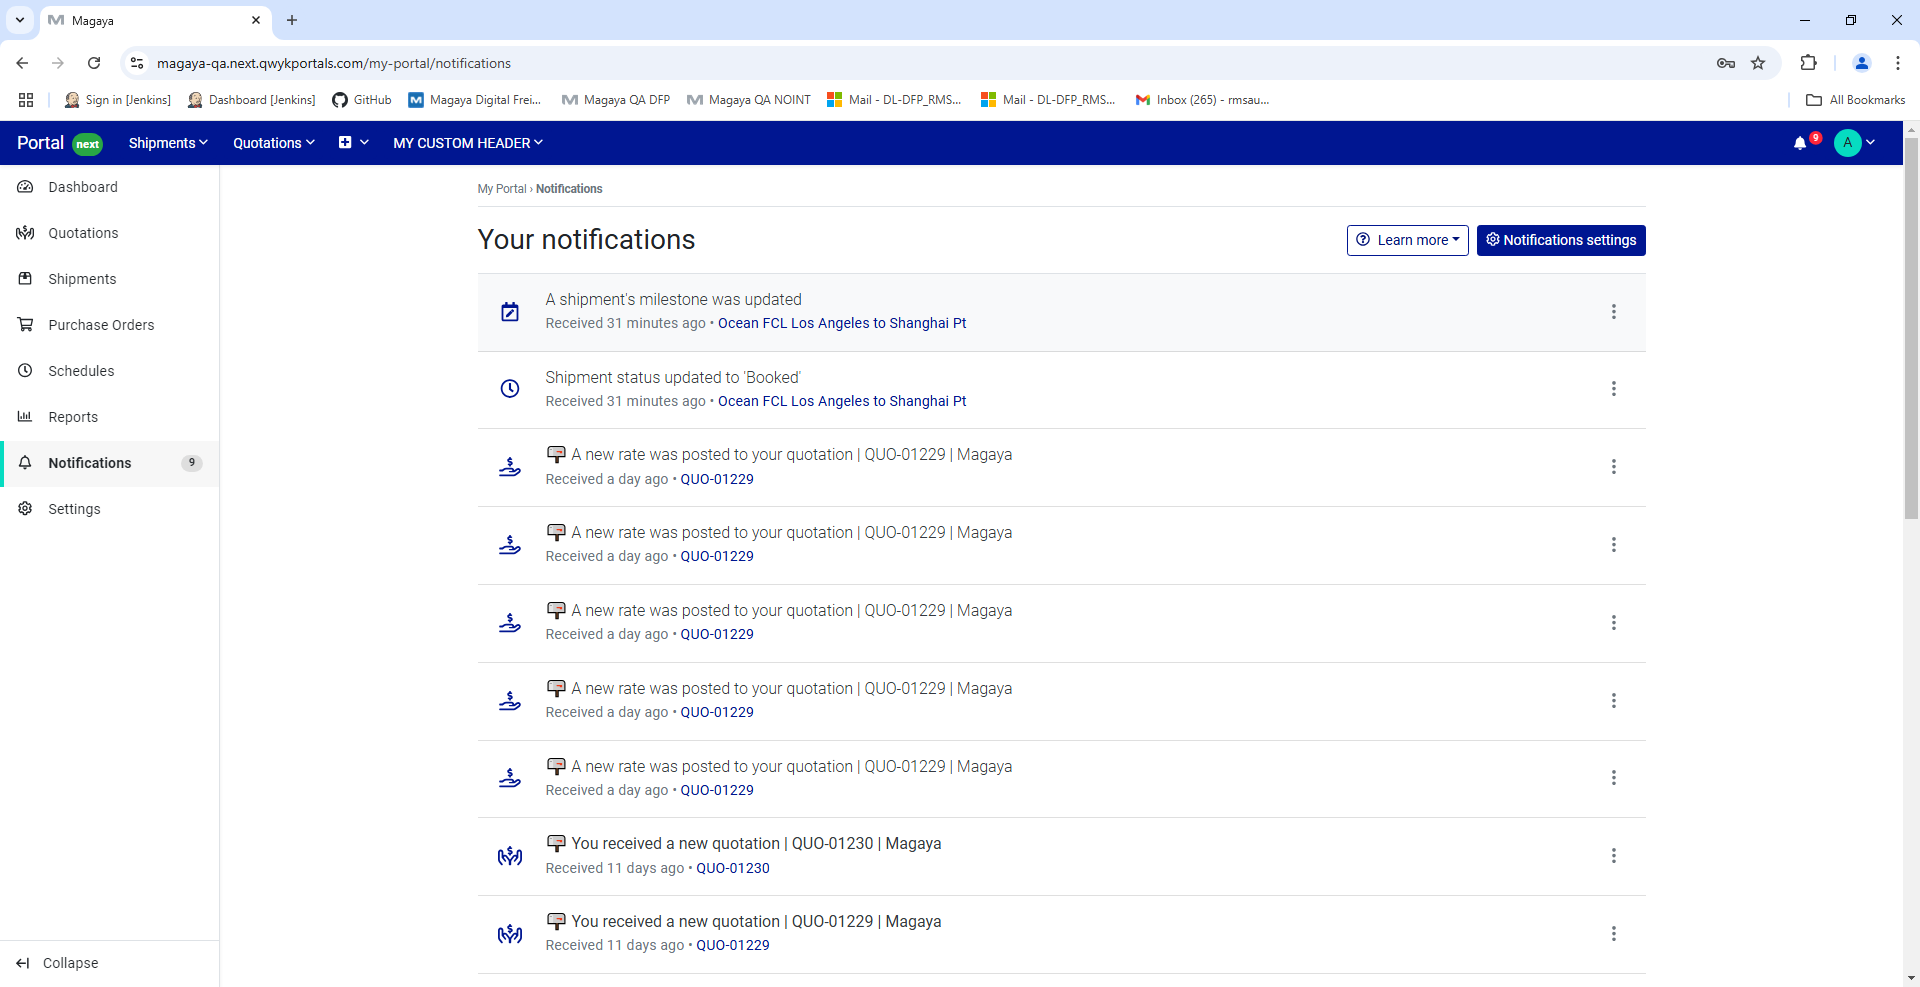 Magaya
magaya-qa.next.qwykportals.com/my-portal/notifications
Sign in [Jenkins]
Dashboard [Jenkins]
GitHub
Magaya Digital Frei...
Magaya QA DFP
Magaya QA NOINT
Mail - DL-DFP_RMS...
Mail - DL-DFP_RMS...
Inbox (265) - rmsau...
All Bookmarks
Portal next
Shipments
Quotations
MY CUSTOM HEADER
9
A
Dashboard
Quotations
Shipments
Purchase Orders
Schedules
Reports
Notifications 9
Settings
Collapse
My Portal › Notifications
Your notifications
Learn more
Notifications settings
A shipment's milestone was updated
Received 31 minutes ago • Ocean FCL Los Angeles to Shanghai Pt
Shipment status updated to 'Booked'
Received 31 minutes ago • Ocean FCL Los Angeles to Shanghai Pt
A new rate was posted to your quotation | QUO-01229 | Magaya
Received a day ago • QUO-01229
A new rate was posted to your quotation | QUO-01229 | Magaya
Received a day ago • QUO-01229
A new rate was posted to your quotation | QUO-01229 | Magaya
Received a day ago • QUO-01229
A new rate was posted to your quotation | QUO-01229 | Magaya
Received a day ago • QUO-01229
A new rate was posted to your quotation | QUO-01229 | Magaya
Received a day ago • QUO-01229
You received a new quotation | QUO-01230 | Magaya
Received 11 days ago • QUO-01230
You received a new quotation | QUO-01229 | Magaya
Received 11 days ago • QUO-01229